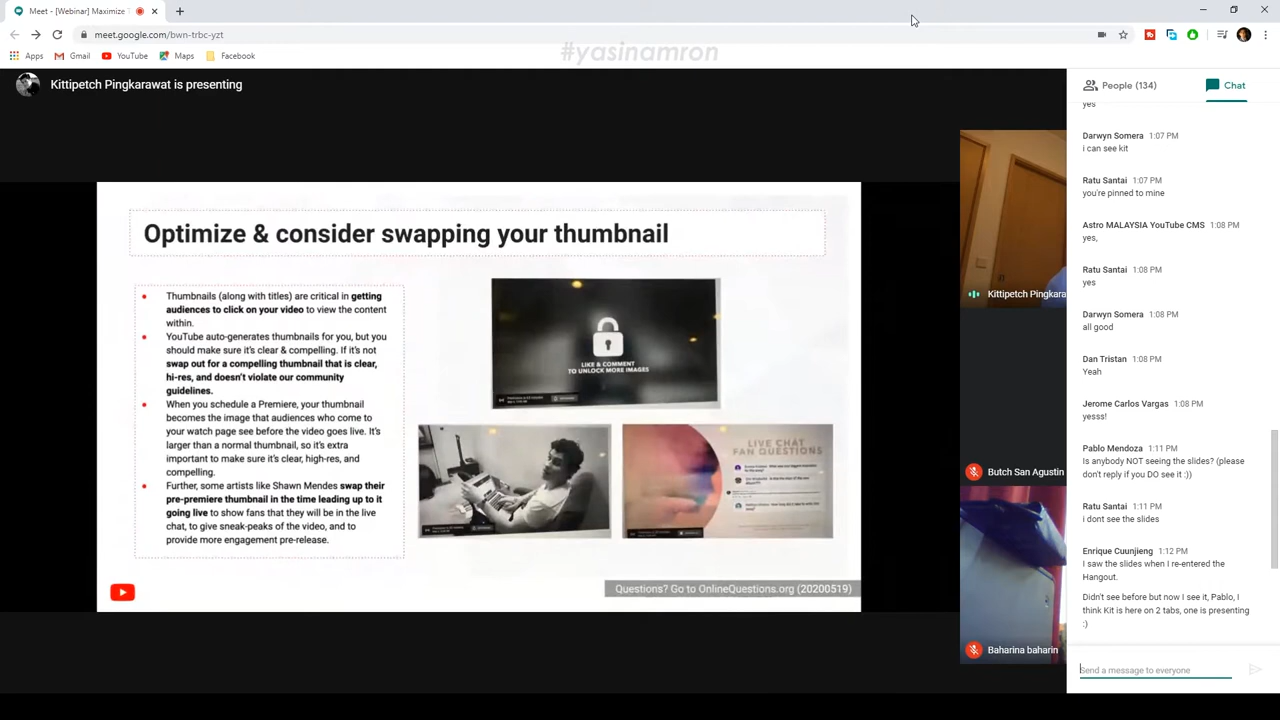 Meet - [Webinar] Maximize
meet.google.com/bwn-trbc-yzt
Apps
Gmail
YouTube
Maps
Facebook
#yasinamron
Kittipetch Pingkarawat is presenting
Optimize & consider swapping your thumbnail
Thumbnails (along with titles) are critical in getting
audiences to click on your video to view the content
within.
YouTube auto-generates thumbnails for you, but you
should make sure it's clear & compelling. If it's not
swap out for a compelling thumbnail that is clear,
hi-res, and doesn't violate our community
guidelines.
When you schedule a Premiere, your thumbnail
becomes the image that audiences who come to
your watch page see before the video goes live. It's
larger than a normal thumbnail, so it's extra
important to make sure it's clear, high-res, and
compelling.
Further, some artists like Shawn Mendes swap their
pre-premiere thumbnail in the time leading up to it
going live to show fans that they will be in the live
chat, to give sneak-peaks of the video, and to
provide more engagement pre-release.
LIKE & COMMENT
TO UNLOCK MORE IMAGES
LIVE CHAT
FAN QUESTIONS
Questions? Go to OnlineQuestions.org (20200519)
Kittipetch Pingkara
Butch San Agustin
Baharina baharin
People (134)
Chat
yes
Darwyn Somera 1:07 PM
i can see kit
Ratu Santai 1:07 PM
you're pinned to mine
Astro MALAYSIA YouTube CMS 1:08 PM
yes,
Ratu Santai 1:08 PM
yes
Darwyn Somera 1:08 PM
all good
Dan Tristan 1:08 PM
Yeah
Jerome Carlos Vargas 1:08 PM
yesss!
Pablo Mendoza 1:11 PM
Is anybody NOT seeing the slides? (please
don't reply if you DO see it ;))
Ratu Santai 1:11 PM
i dont see the slides
Enrique Cuunjieng 1:12 PM
I saw the slides when I re-entered the
Hangout.
Didn't see before but now I see it, Pablo, I
think Kit is here on 2 tabs, one is presenting
:)
Send a message to everyone